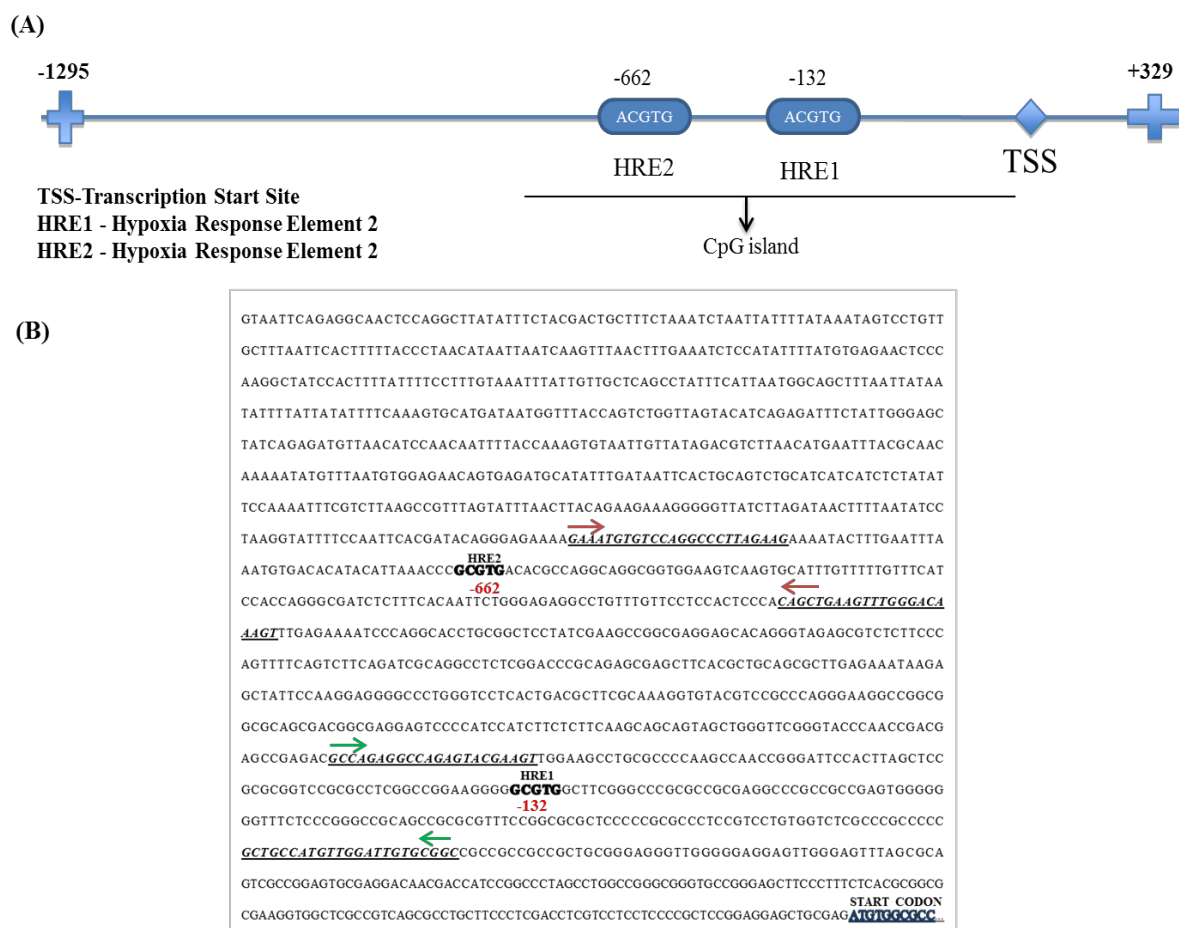 (A)
-1295
-662
-132
+329
ACGTG
ACGTG
HRE2
HRE1
TSS
TSS-Transcription Start Site
HRE1 - Hypoxia Response Element 2
HRE2 - Hypoxia Response Element 2
CpG island
(B)
GTAATTCAGAGGCAACTCCAGGCTTATATTTCTACGACTGCTTTCTAAATCTAATTATTTTATAAATAGTCCTGTT
GCTTTAATTCACTTTTTACCCTAACATAATTAATCAAGTTTAACTTTGAAATCTCCATATTTTATGTGAGAACTCCC
AAGGCTATCCACTTTTATTTTCCTTTGTAAATTTATTGTTGCTCAGCCTATTTCATTAATGGCAGCTTTAATTATAA
TATTTTATTATATTTTCAAAGTGCATGATAATGGTTTACCAGTCTGGTTAGTACATCAGAGATTTCTATTGGGAGC
TATCAGAGATGTTAACATCCAACAATTTTACCAAAGTGTAATTGTTATAGACGTCTTAACATGAATTTACGCAAC
AAAAATATGTTTAATGTGGAGAACAGTGAGATGCATATTTGATAATTCACTGCAGTCTGCATCATCATCTCTATAT
TCCAAAATTTCGTCTTAAGCCGTTTAGTATTTAACTTACAGAAGAAAGGGGGTTATCTTAGATAACTTTTAATATCC
TAAGGTATTTTCCAATTCACGATACAGGGAGAAAAGAAATGTGTCCAGGCCCTTAGAAGAAAATACTTTGAATTTA
HRE2
AATGTGACACATACATTAAACCCGCGTGACACGCCAGGCAGGCGGTGGAAGTCAAGTGCATTTGTTTTTGTTTCAT
-662
CCACCAGGGCGATCTCTTTCACAATTCTGGGAGAGGCCTGTTTGTTCCTCCACTCCCACAGCTGAAGTTTGGGACA
AAGTTTGAGAAAATCCCAGGCACCTGCGGCTCCTATCGAAGCCGGCGAGGAGCACAGGGTAGAGCGTCTCTTCCC
AGTTTTCAGTCTTCAGATCGCAGGCCTCTCGGACCCGCAGAGCGAGCTTCACGCTGCAGCGCTTGAGAAATAAGA
GCTATTCCAAGGAGGGGCCCTGGGTCCTCACTGACGCTTCGCAAAGGTGTACGTCCGCCCAGGGAAGGCCGGCG
GCGCAGCGACGGCGAGGAGTCCCCATCCATCTTCTCTTCAAGCAGCAGTAGCTGGGTTCGGGTACCCAACCGACG
AGCCGAGACGCCAGAGGCCAGAGTACGAAGTTGGAAGCCTGCGCCCCAAGCCAACCGGGATTCCACTTAGCTCC
HRE1
GCGCGGTCCGCGCCTCGGCCGGAAGGGGGCGTGGCTTCGGGCCCGCGCCGCGAGGCCCGCCGCCGAGTGGGGG
-132
GGTTTCTCCCGGGCCGCAGCCGCGCGTTTCCGGCGCGCTCCCCCGCGCCCTCCGTCCTGTGGTCTCGCCCGCCCCC
GCTGCCATGTTGGATTGTGCGGCCGCCGCCGCCGCTGCGGGAGGGTTGGGGGAGGAGTTGGGAGTTTAGCGCA
GTCGCCGGAGTGCGAGGACAACGACCATCCGGCCCTAGCCTGGCCGGGCGGGTGCCGGGAGCTTCCCTTTCTCACGCGGCG
START CODON
CGAAGGTGGCTCGCCGTCAGCGCCTGCTTCCCTCGACCTCGTCCTCCTCCCCGCTCCGGAGGAGCTGCGAGATGTGGCGCC...